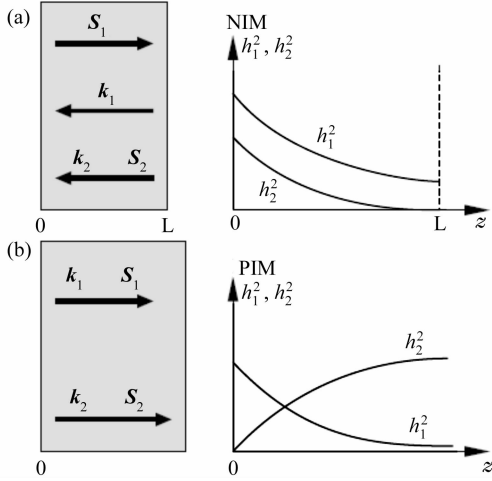 (a)
S₁
k₁
k₂ S₂
0 L
NIM
h₁², h₂²
h₁²
h₂²
0 L z
(b)
k₁ S₁
k₂ S₂
0
PIM
h₁², h₂²
h₂²
h₁²
0 z